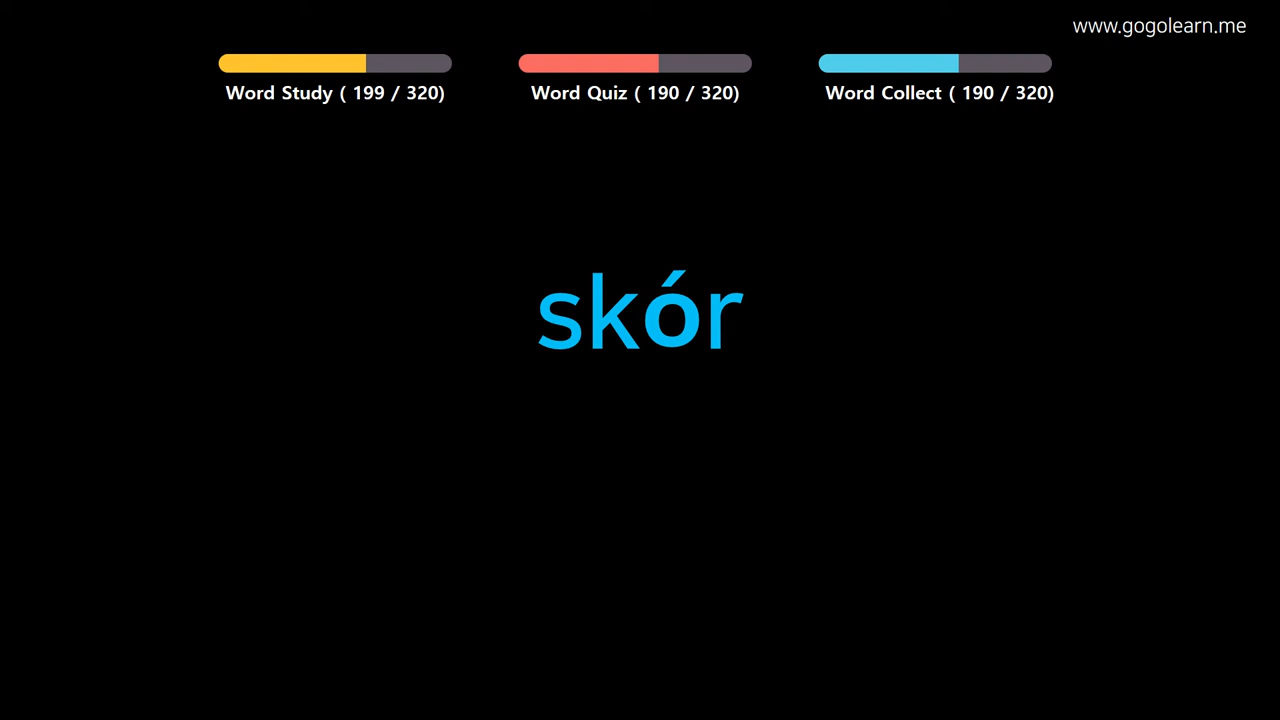 www.gogolearn.me
Word Study ( 199 / 320)
Word Quiz ( 190 / 320)
Word Collect ( 190 / 320)
skór